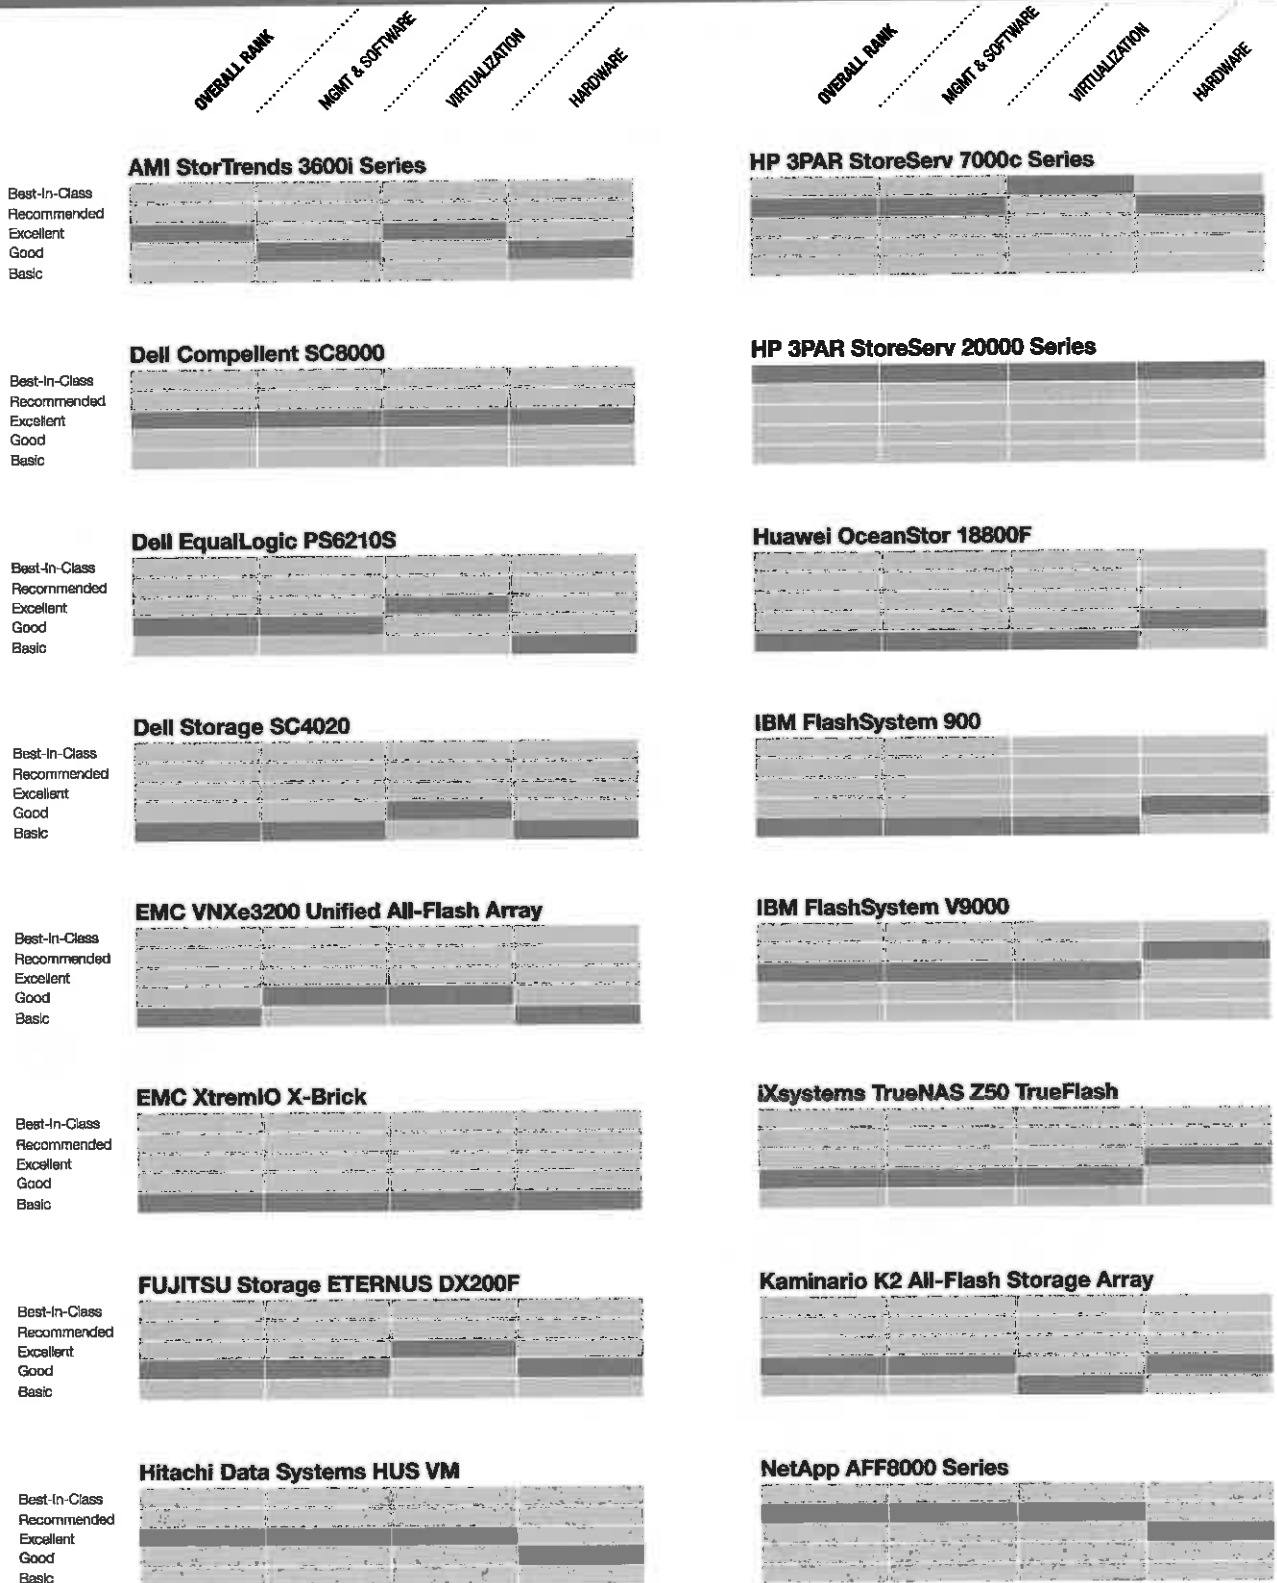 OVERALL RANK
MGMT & SOFTWARE
VIRTUALIZATION
HARDWARE
OVERALL RANK
MGMT & SOFTWARE
VIRTUALIZATION
HARDWARE
AMI StorTrends 3600i Series
Best-In-Class
Recommended
Excellent
Good
Basic
Dell Compellent SC8000
Best-In-Class
Recommended
Excellent
Good
Basic
Dell EqualLogic PS6210S
Best-In-Class
Recommended
Excellent
Good
Basic
Dell Storage SC4020
Best-In-Class
Recommended
Excellent
Good
Basic
EMC VNXe3200 Unified All-Flash Array
Best-In-Class
Recommended
Excellent
Good
Basic
EMC XtremIO X-Brick
Best-In-Class
Recommended
Excellent
Good
Basic
FUJITSU Storage ETERNUS DX200F
Best-In-Class
Recommended
Excellent
Good
Basic
Hitachi Data Systems HUS VM
Best-In-Class
Recommended
Excellent
Good
Basic
HP 3PAR StoreServ 7000c Series
HP 3PAR StoreServ 20000 Series
Huawei OceanStor 18800F
IBM FlashSystem 900
IBM FlashSystem V9000
iXsystems TrueNAS Z50 TrueFlash
Kaminario K2 All-Flash Storage Array
NetApp AFF8000 Series